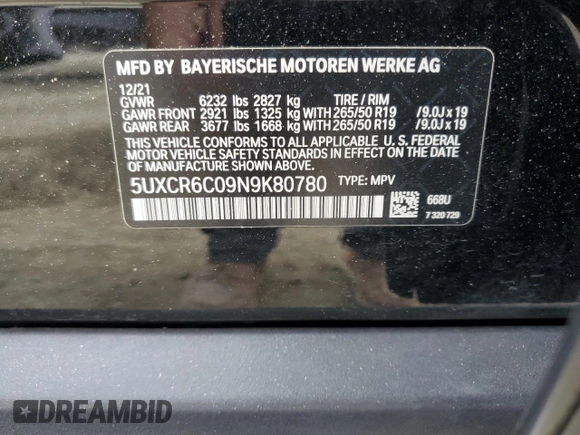 MFD BY BAYERISCHE MOTOREN WERKE AG
12/21
GVWR 6232 lbs 2827 kg TIRE / RIM
GAWR FRONT 2921 lbs 1325 kg WITH 265/50 R19 /9.0J x 19
GAWR REAR 3677 lbs 1668 kg WITH 265/50 R19 /9.0J x 19
THIS VEHICLE CONFORMS TO ALL APPLICABLE U. S. FEDERAL
MOTOR VEHICLE SAFETY STANDARDS IN EFFECT ON THE DATE
OF MANUFACTURE SHOWN ABOVE.
5UXCR6C09N9K80780 TYPE: MPV
668U
7 320 729
DREAMBID